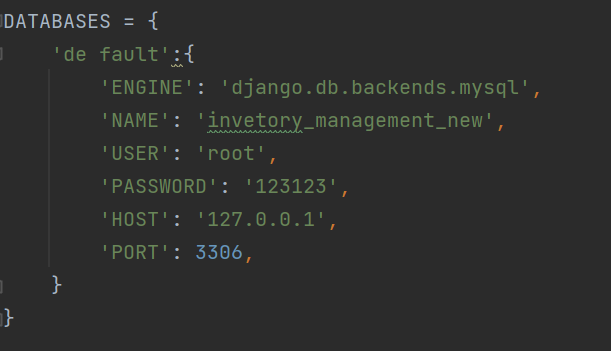 DATABASES = {
'de fault':{
'ENGINE': 'django.db.backends.mysql',
'NAME': 'invetory_management_new',
'USER': 'root',
'PASSWORD': '123123',
'HOST': '127.0.0.1',
'PORT': 3306,
}
}